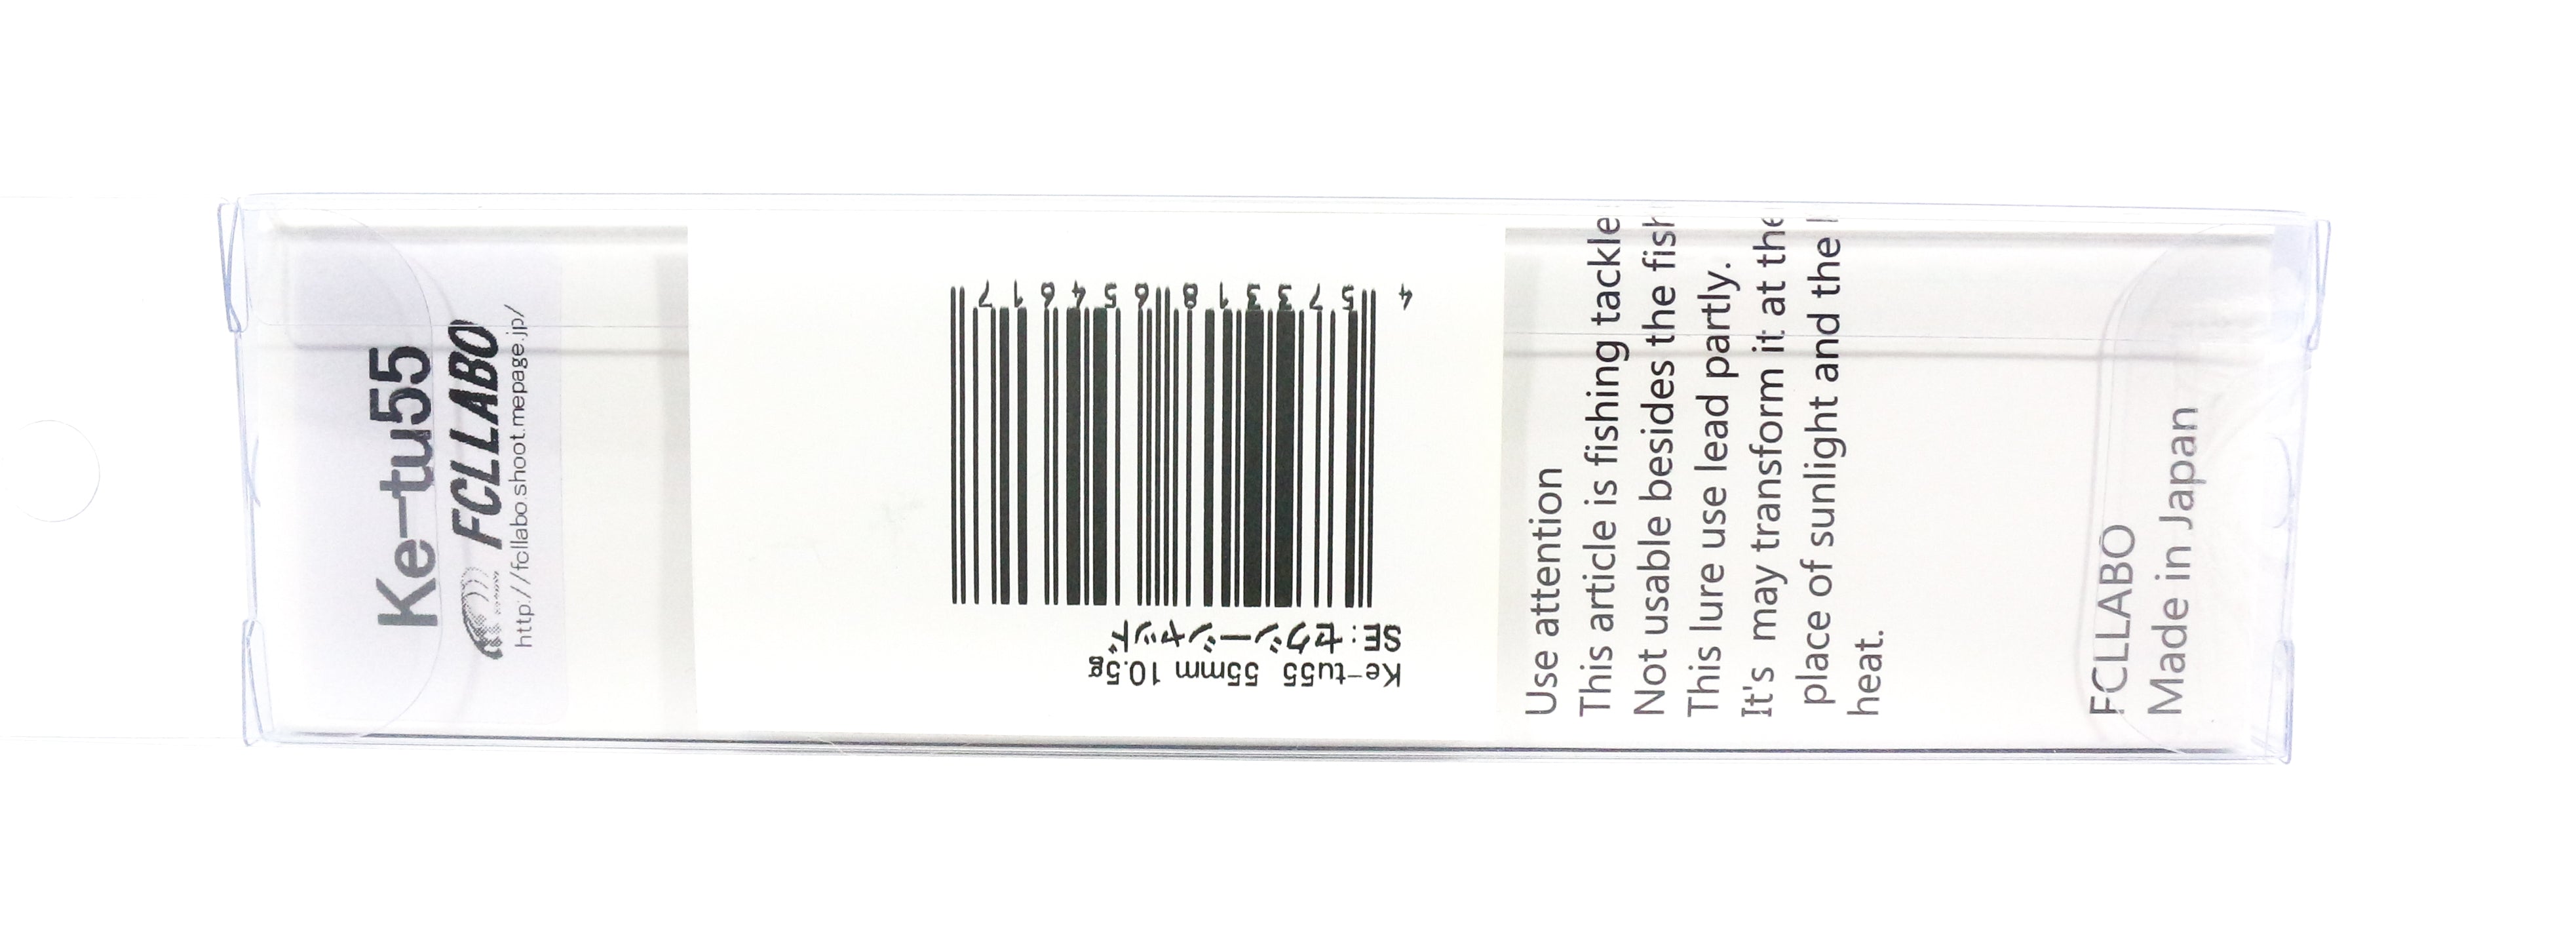 Ke-tu55
FCLLABO
http://fcllabo.shoot.mepage.jp/
Ke-tu55 55mm 10.5g
SE:セクシーシャッド
4 573318 654617
Use attention
This article is fishing tackle
Not usable besides the fish
This lure use lead partly.
It's may transform it at the
place of sunlight and the
heat.
FCLLABO
Made in Japan